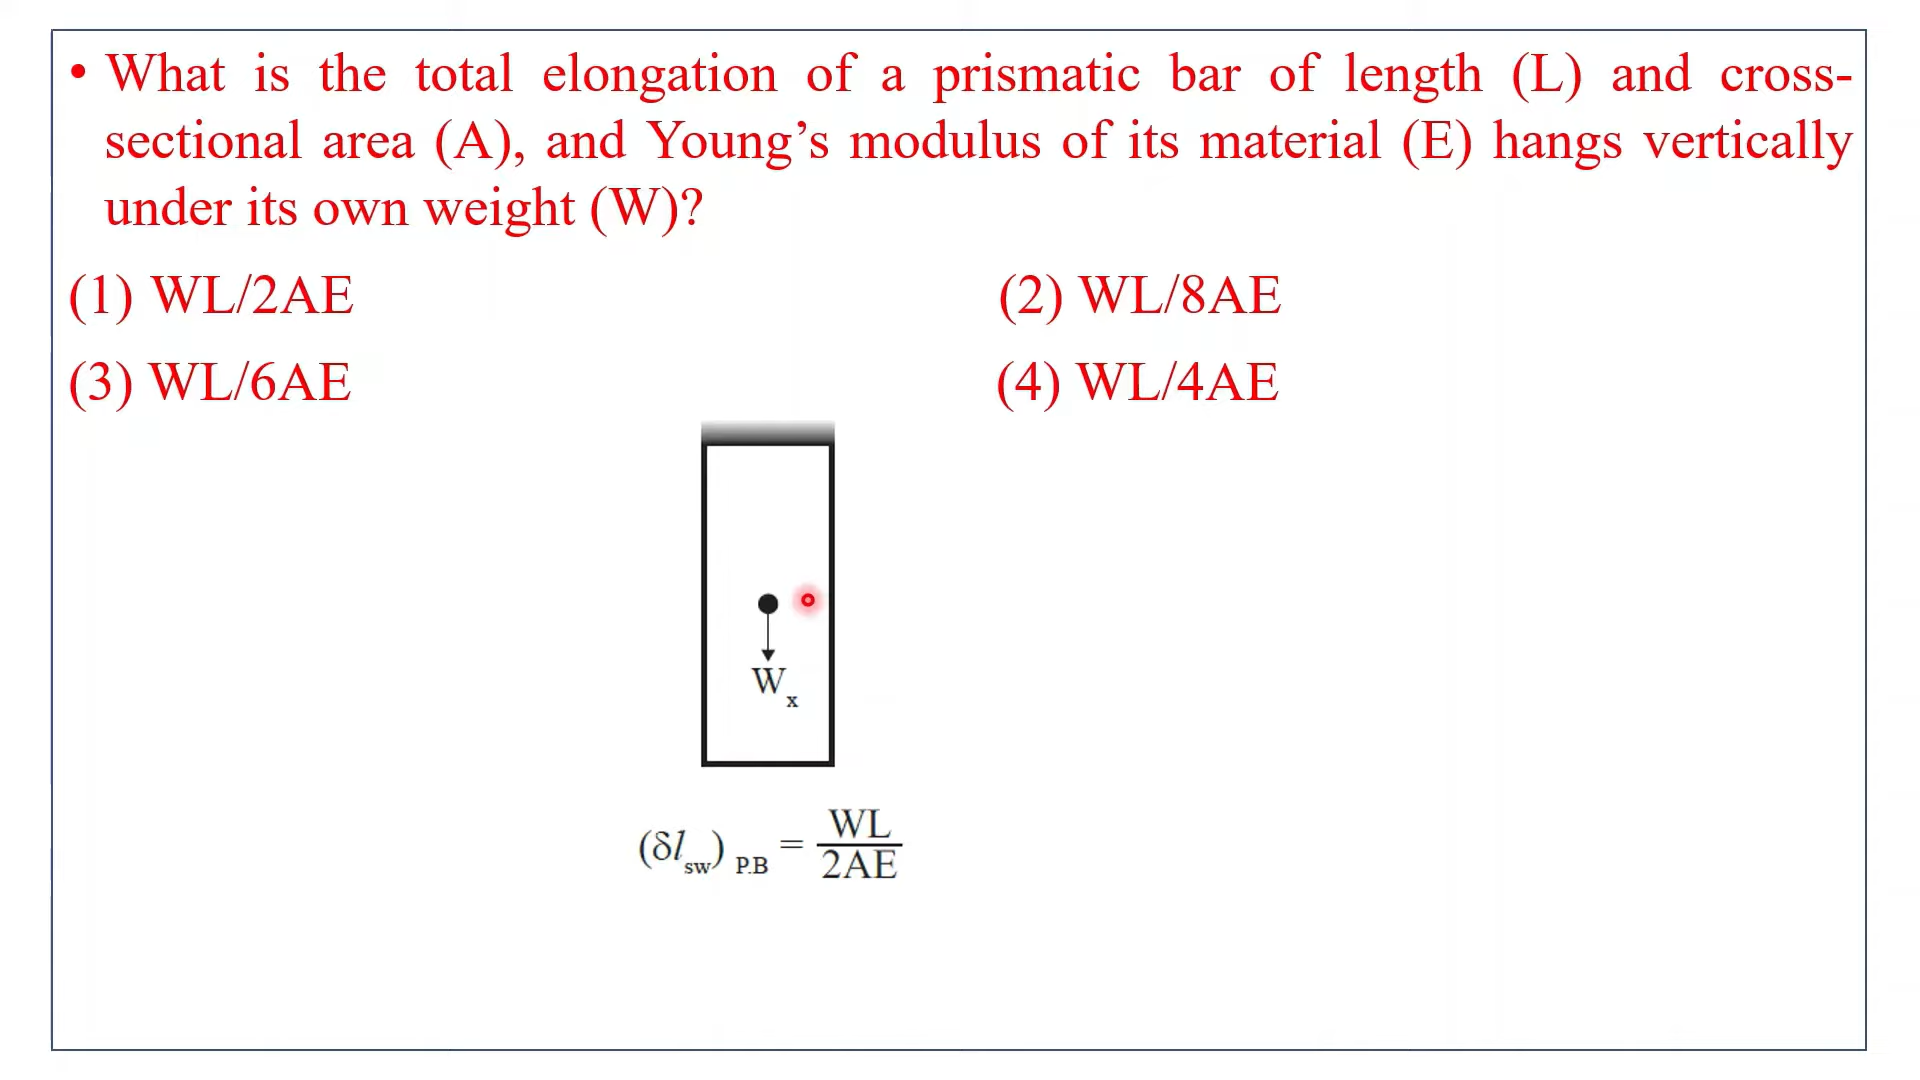 • What is the total elongation of a prismatic bar of length (L) and cross-
sectional area (A), and Young’s modulus of its material (E) hangs vertically
under its own weight (W)?
(1) WL/2AE (2) WL/8AE
(3) WL/6AE (4) WL/4AE
Wx
(δlsw) P.B = WL/2AE